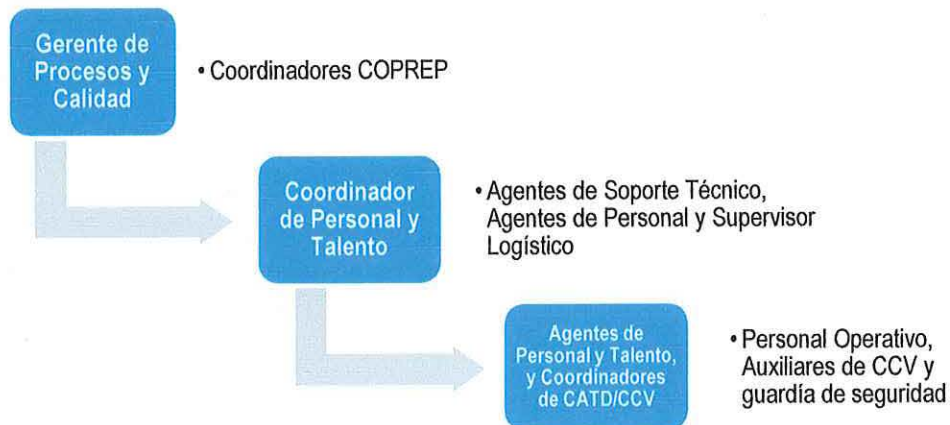 Gerente de
Procesos y
Calidad
• Coordinadores COPREP
Coordinador
de Personal y
Talento
• Agentes de Soporte Técnico,
Agentes de Personal y Supervisor
Logístico
Agentes de
Personal y Talento,
y Coordinadores
de CATD/CCV
• Personal Operativo,
Auxiliares de CCV y
guardía de seguridad